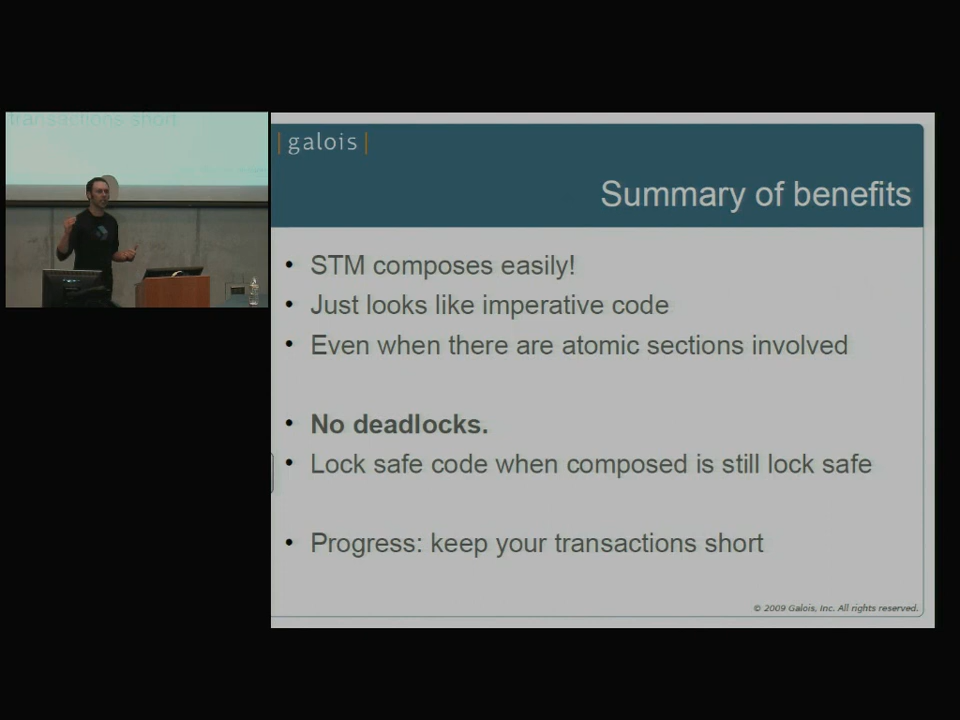 transactions short
|galois|
Summary of benefits
• STM composes easily!
• Just looks like imperative code
• Even when there are atomic sections involved
• No deadlocks.
• Lock safe code when composed is still lock safe
• Progress: keep your transactions short
© 2009 Galois, Inc. All rights reserved.